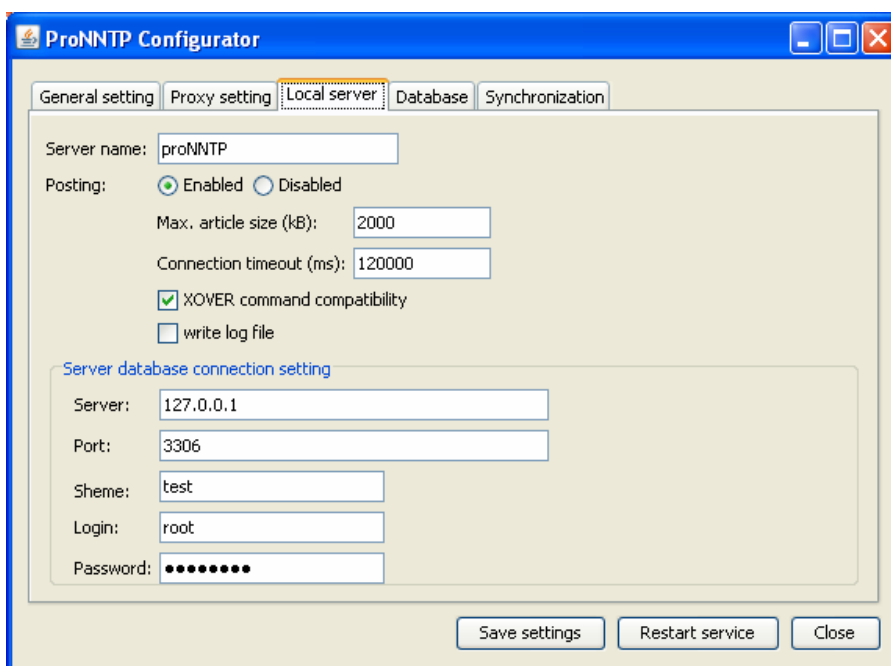 ProNNTP Configurator
General setting Proxy setting Local server Database Synchronization
Server name: proNNTP
Posting: Enabled Disabled
Max. article size (kB): 2000
Connection timeout (ms): 120000
XOVER command compatibility
write log file
Server database connection setting
Server: 127.0.0.1
Port: 3306
Sheme: test
Login: root
Password: ●●●●●●●●
Save settings Restart service Close